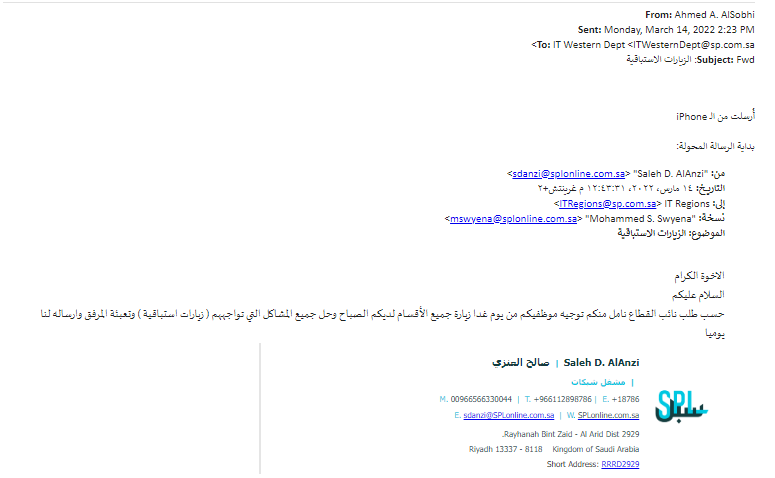 From: Ahmed A. AlSobhi
Sent: Monday, March 14, 2022 2:23 PM
To: IT Western Dept <ITWesternDept@sp.com.sa>
Subject: Fwd: الزيارات الاستباقية
أرسلت من الـ iPhone
بداية الرسالة المحولة:
من: "Saleh D. AlAnzi" <sdanzi@splonline.com.sa>
التاريخ: ١٤ مارس، ٢٠٢٢، ١٢:٤٣:٣١ م غرينتش+٢
إلى: IT Regions <ITRegions@sp.com.sa>
نسخة: "Mohammed S. Swyena" <mswyena@splonline.com.sa>
الموضوع: الزيارات الاستباقية
الاخوة الكرام
السلام عليكم
حسب طلب نائب القطاع نامل منكم توجيه موظفيكم من يوم غدا زيارة جميع الأقسام لديكم الصباح وحل جميع المشاكل التي تواجههم ( زيارات استباقية ) وتعبئة المرفق وارساله لنا
يوميا
Saleh D. AlAnzi | صالح العنزي
| مشغل شبكات
M. 00966566330044 | T. +966112898786 | E. +18786
E. sdanzi@SPLonline.com.sa | W. SPLonline.com.sa
SPL سبل
.Rayhanah Bint Zaid - Al Arid Dist 2929
Riyadh 13337 - 8118 Kingdom of Saudi Arabia
Short Address: RRRD2929